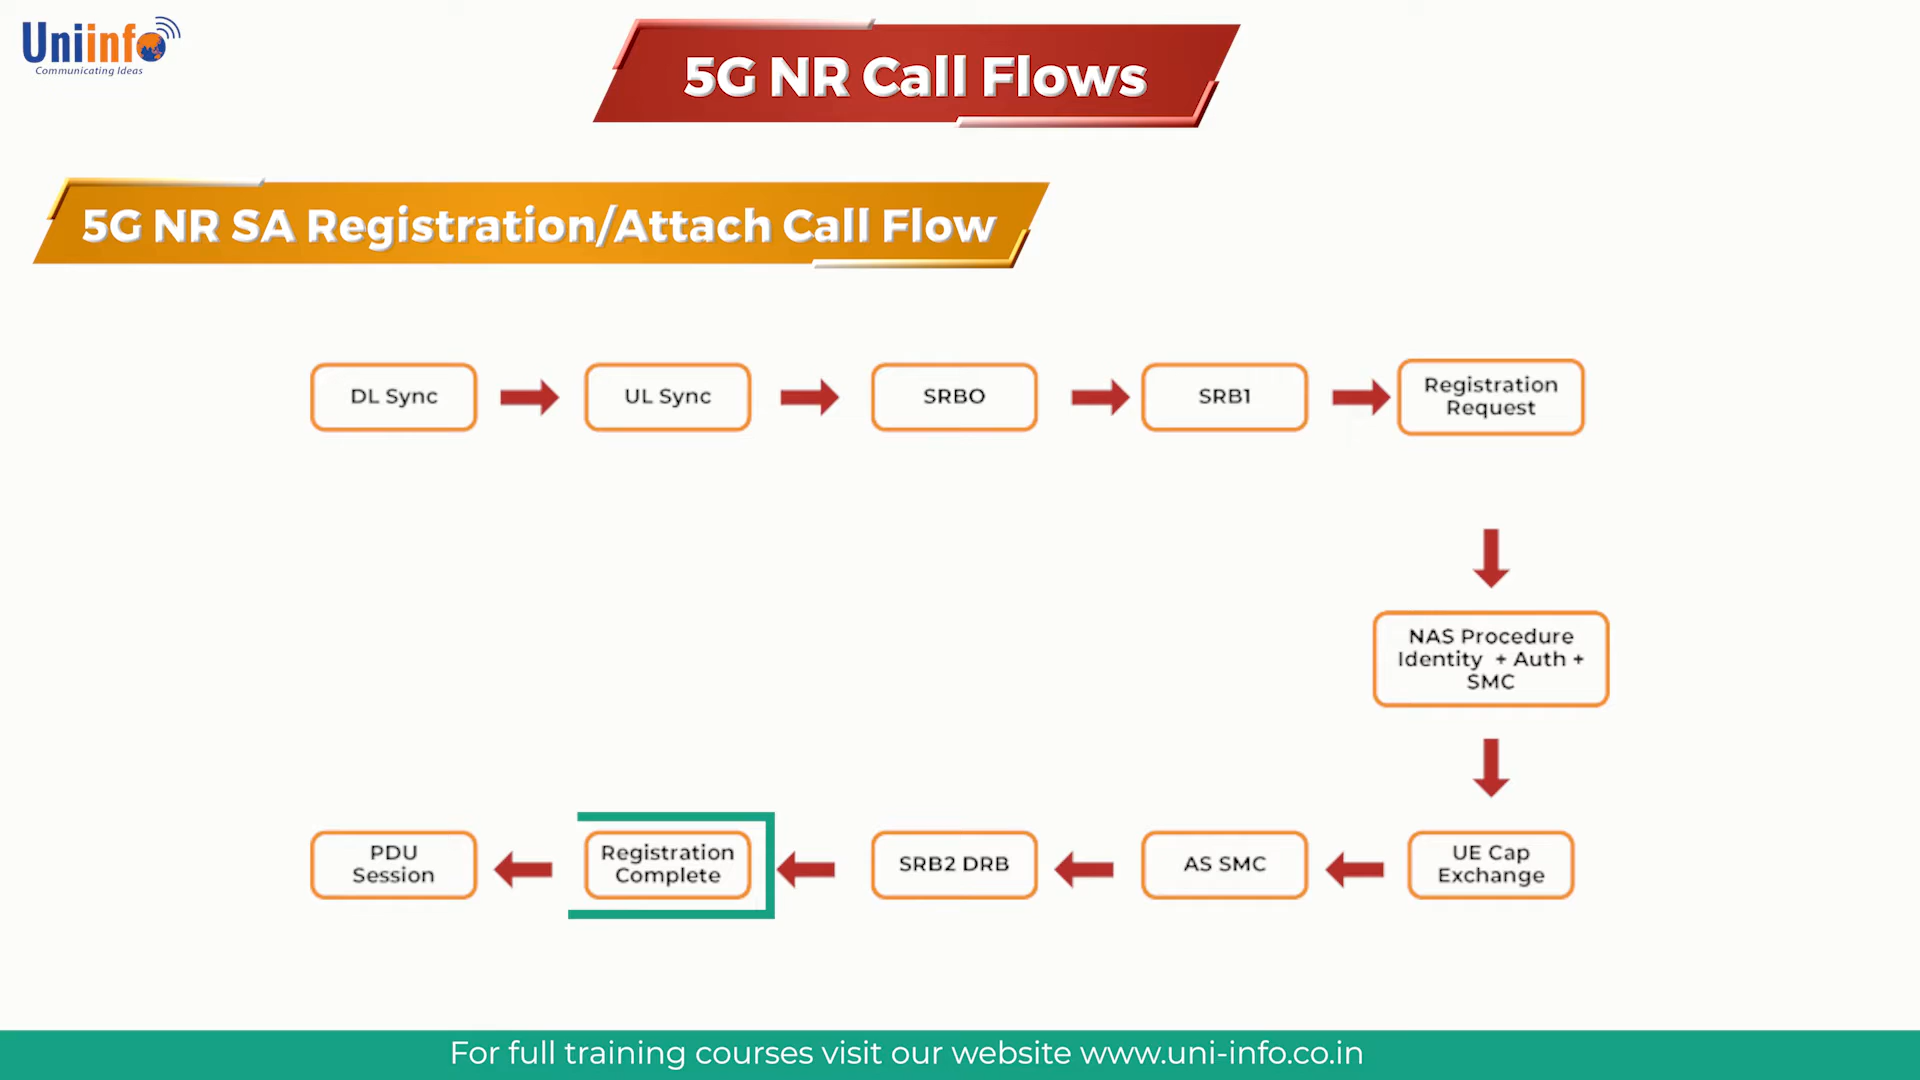 Uniinfo
Communicating Ideas
5G NR Call Flows
5G NR SA Registration/Attach Call Flow
DL Sync
UL Sync
SRBO
SRB1
Registration
Request
NAS Procedure
Identity + Auth +
SMC
UE Cap
Exchange
AS SMC
SRB2 DRB
Registration
Complete
PDU
Session
For full training courses visit our website www.uni-info.co.in